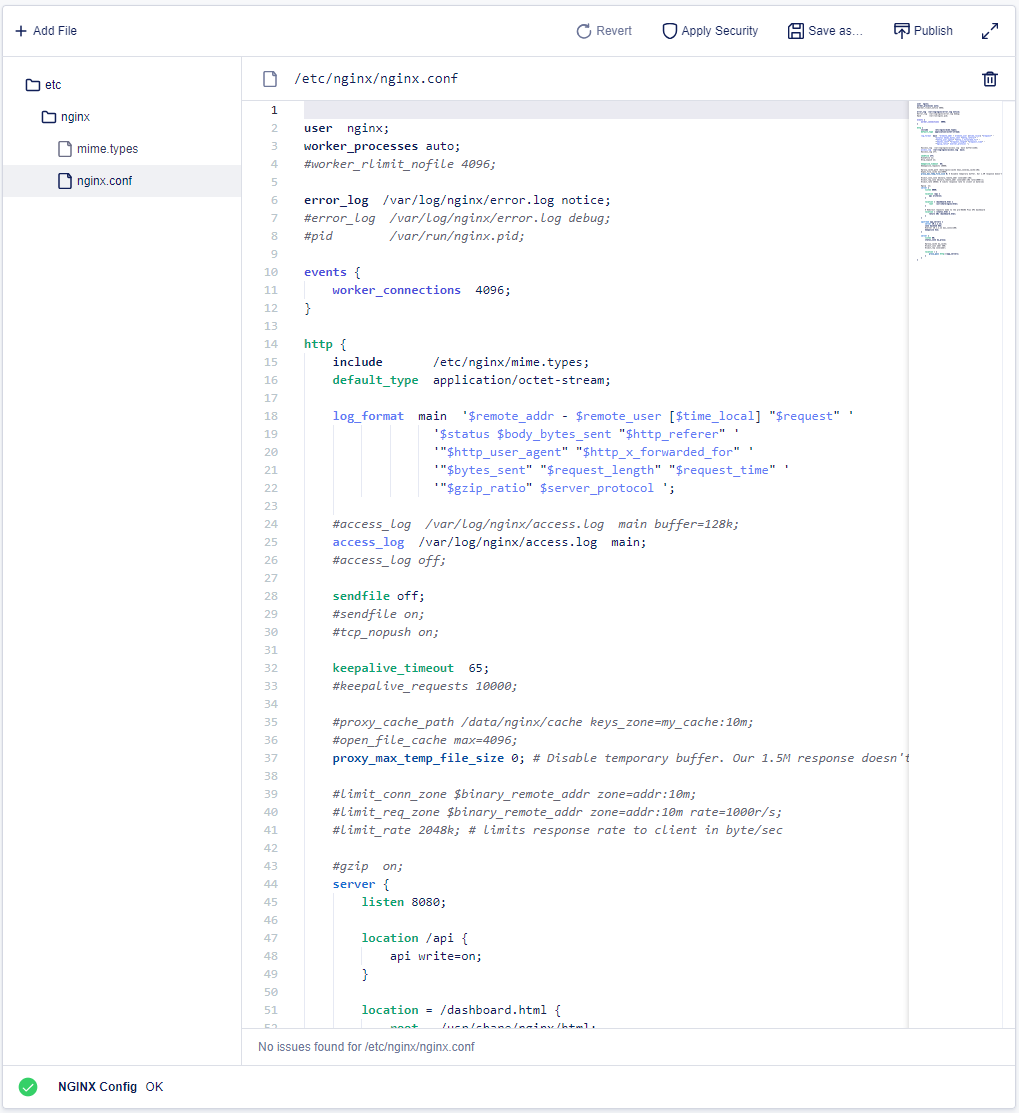 Add File
Revert
Apply Security
Save as...
Publish
etc
nginx
mime.types
nginx.conf
/etc/nginx/nginx.conf
1
2 user  nginx;
3 worker_processes auto;
4 #worker_rlimit_nofile 4096;
5
6 error_log  /var/log/nginx/error.log notice;
7 #error_log  /var/log/nginx/error.log debug;
8 #pid        /var/run/nginx.pid;
9
10 events {
11     worker_connections  4096;
12 }
13
14 http {
15     include       /etc/nginx/mime.types;
16     default_type  application/octet-stream;
17
18     log_format  main  '$remote_addr - $remote_user [$time_local] "$request" '
19                   '$status $body_bytes_sent "$http_referer" '
20                   '"$http_user_agent" "$http_x_forwarded_for" '
21                   '"$bytes_sent" "$request_length" "$request_time" '
22                   '"$gzip_ratio" $server_protocol ';
23
24     #access_log  /var/log/nginx/access.log  main buffer=128k;
25     access_log  /var/log/nginx/access.log  main;
26     #access_log off;
27
28     sendfile off;
29     #sendfile on;
30     #tcp_nopush on;
31
32     keepalive_timeout  65;
33     #keepalive_requests 10000;
34
35     #proxy_cache_path /data/nginx/cache keys_zone=my_cache:10m;
36     #open_file_cache max=4096;
37     proxy_max_temp_file_size 0; # Disable temporary buffer. Our 1.5M response doesn't
38
39     #limit_conn_zone $binary_remote_addr zone=addr:10m;
40     #limit_req_zone $binary_remote_addr zone=addr:10m rate=1000r/s;
41     #limit_rate 2048k; # limits response rate to client in byte/sec
42
43     #gzip  on;
44     server {
45         listen 8080;
46
47         location /api {
48             api write=on;
49         }
50
51         location = /dashboard.html {
52             root   /usr/share/nginx/html;
No issues found for /etc/nginx/nginx.conf
NGINX Config OK